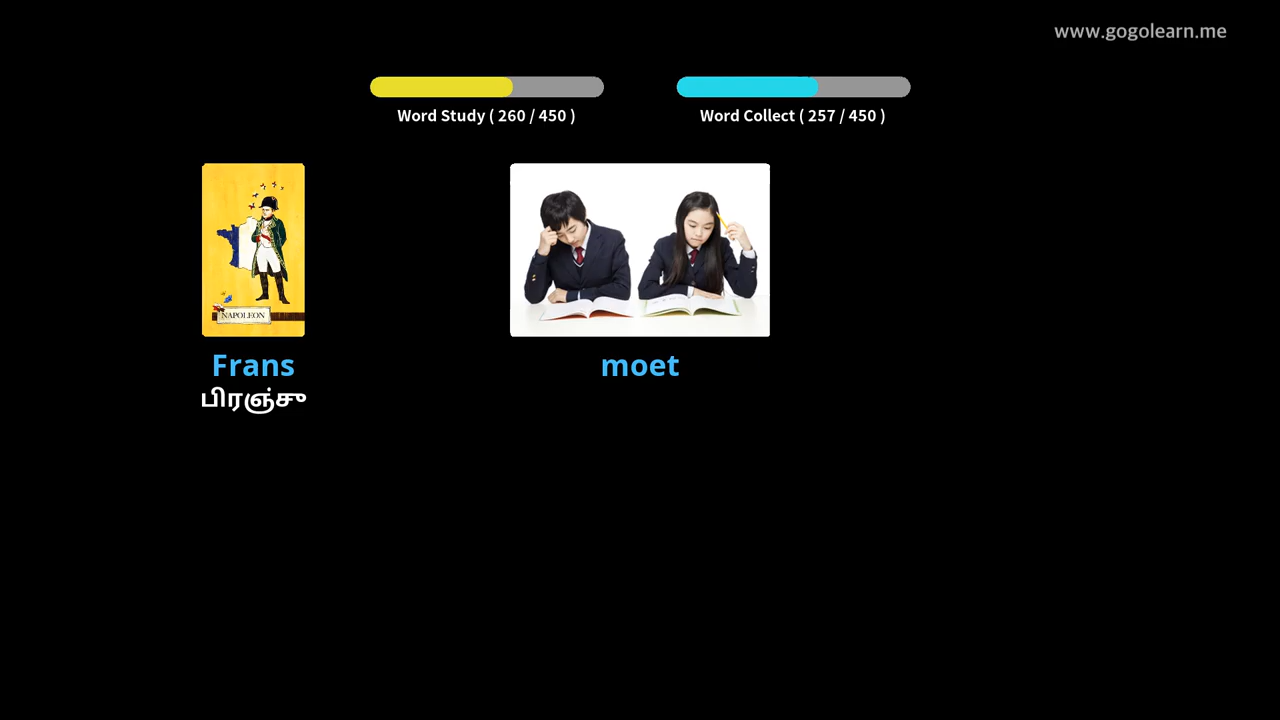 www.gogolearn.me
Word Study ( 260 / 450 )
Word Collect ( 257 / 450 )
NAPOLEON
Frans
பிரஞ்சு
moet